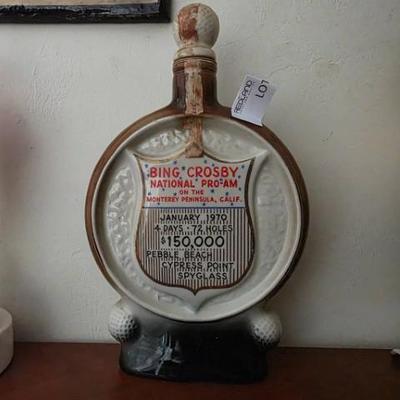 BING CROSBY
NATIONAL PRO-AM
ON THE
MONTEREY PENINSULA, CALIF.
JANUARY 1970
4 DAYS - 72 HOLES
$150,000
PEBBLE BEACH
CYPRESS POINT
SPYGLASS
REDLAND
LOT